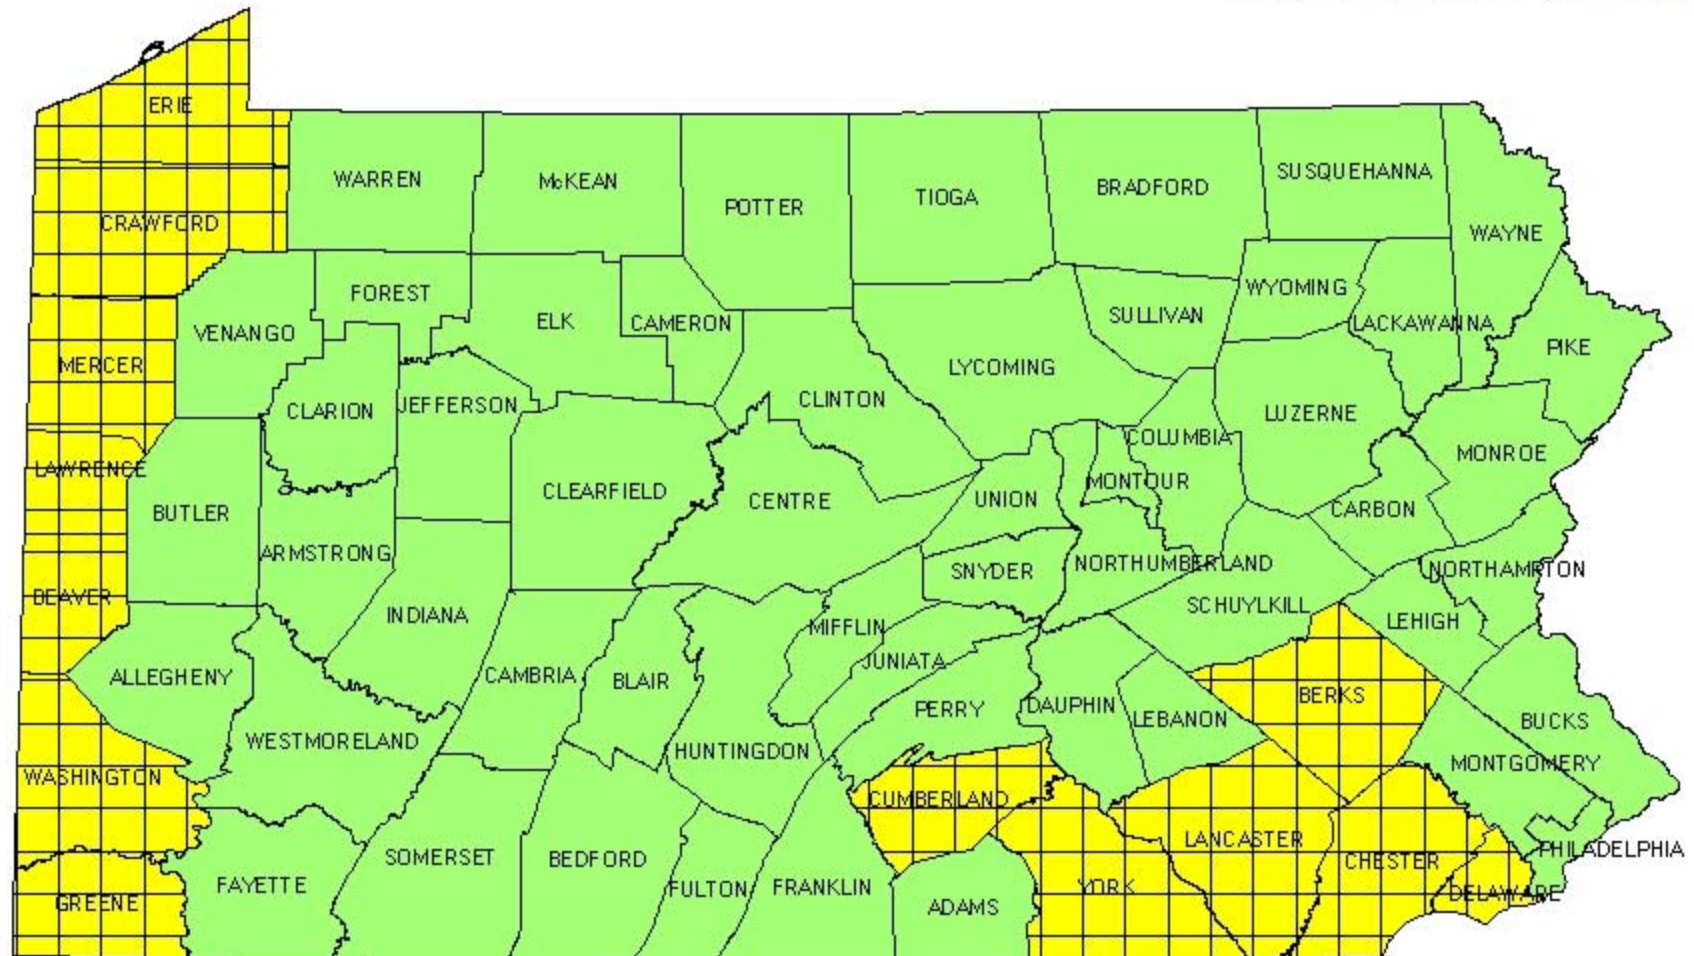 ERIE
WARREN
McKEAN
POTTER
TIOGA
BRADFORD
SUSQUEHANNA
WAYNE
CRAWFORD
FOREST
VENANGO
ELK
CAMERON
SULLIVAN
WYOMING
LACKAWANNA
PIKE
MERCER
CLARION
JEFFERSON
CLINTON
LYCOMING
COLUMBIA
LUZERNE
MONROE
LAWRENCE
BUTLER
ARMSTRONG
CLEARFIELD
CENTRE
UNION
MONTOUR
CARBON
BEAVER
INDIANA
SNYDER
NORTHUMBERLAND
NORTHAMPTON
SCHUYLKILL
LEHIGH
ALLEGHENY
CAMBRIA
BLAIR
MIFFLIN
JUNIATA
PERRY
DAUPHIN
LEBANON
BERKS
BUCKS
WASHINGTON
WESTMORELAND
HUNTINGDON
CUMBERLAND
MONTGOMERY
GREENE
FAYETTE
SOMERSET
BEDFORD
FULTON
FRANKLIN
ADAMS
YORK
LANCASTER
CHESTER
DELAWARE
PHILADELPHIA